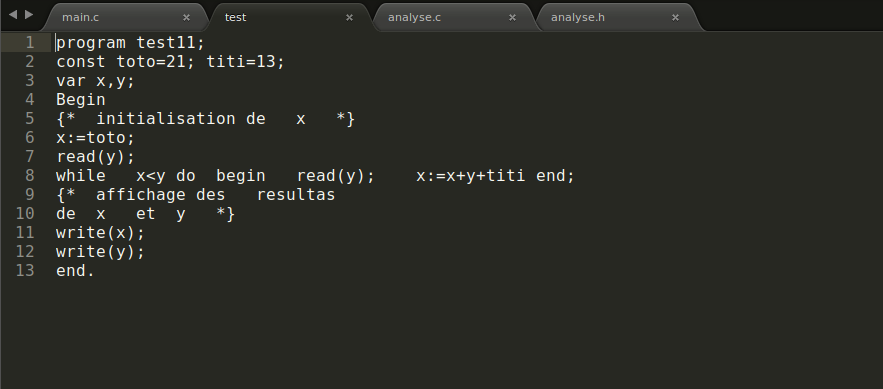 main.c × test × analyse.c × analyse.h ×
1 program test11;
2 const toto=21; titi=13;
3 var x,y;
4 Begin
5 {*  initialisation de   x   *}
6 x:=toto;
7 read(y);
8 while   x<y do  begin   read(y);    x:=x+y+titi end;
9 {*  affichage des   resultas
10 de  x   et  y   *}
11 write(x);
12 write(y);
13 end.